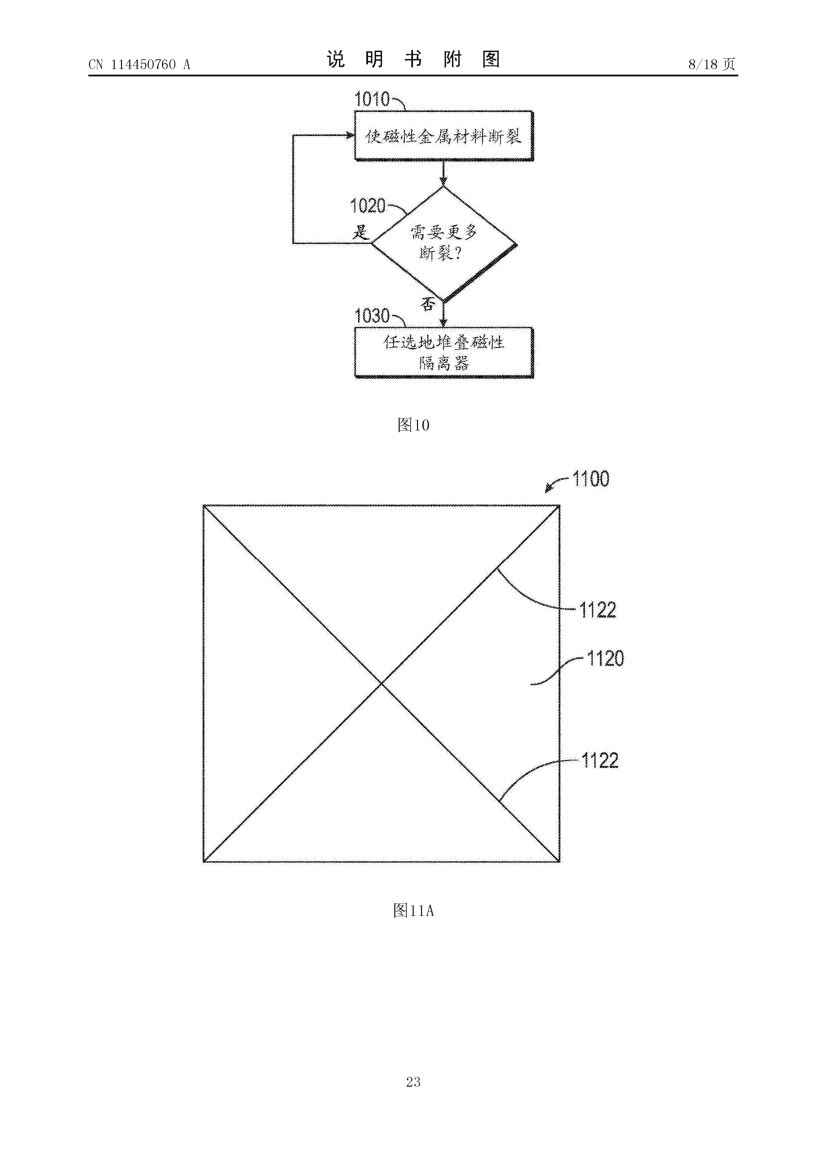 CN 114450760 A
说 明 书 附 图
8/18 页
1010
使磁性金属材料断裂
1020
是
需要更多
断裂?
否
1030
任选地堆叠磁性
隔离器
图10
1100
1122
1120
1122
图11A
23